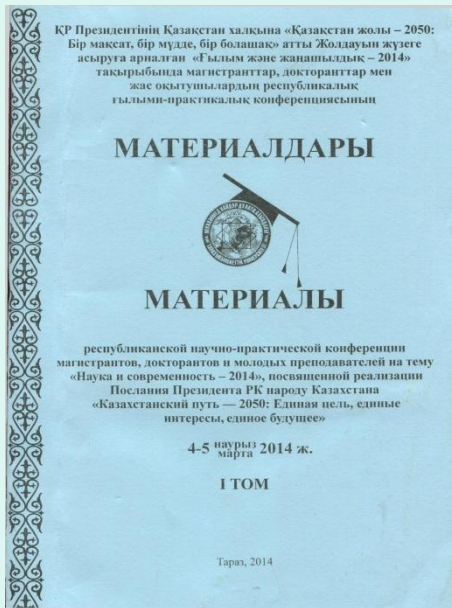 ҚР Президентінің Қазақстан халқына «Қазақстан жолы – 2050:
Бір мақсат, бір мүдде, бір болашақ» атты Жолдауын жүзеге
асыруға арналған «Ғылым және жаңашылдық – 2014»
тақырыбында магистранттар, докторанттар мен
жас оқытушылардың республикалық
ғылыми-практикалық конференциясының
МАТЕРИАЛДАРЫ
МАТЕРИАЛЫ
республиканской научно-практической конференции
магистрантов, докторантов и молодых преподавателей на тему
«Наука и современность – 2014», посвященной реализации
Послания Президента РК народу Казахстана
«Казахстанский путь — 2050: Единая цель, единые
интересы, единое будущее»
4-5 наурыз
марта 2014 ж.
I ТОМ
Тараз, 2014